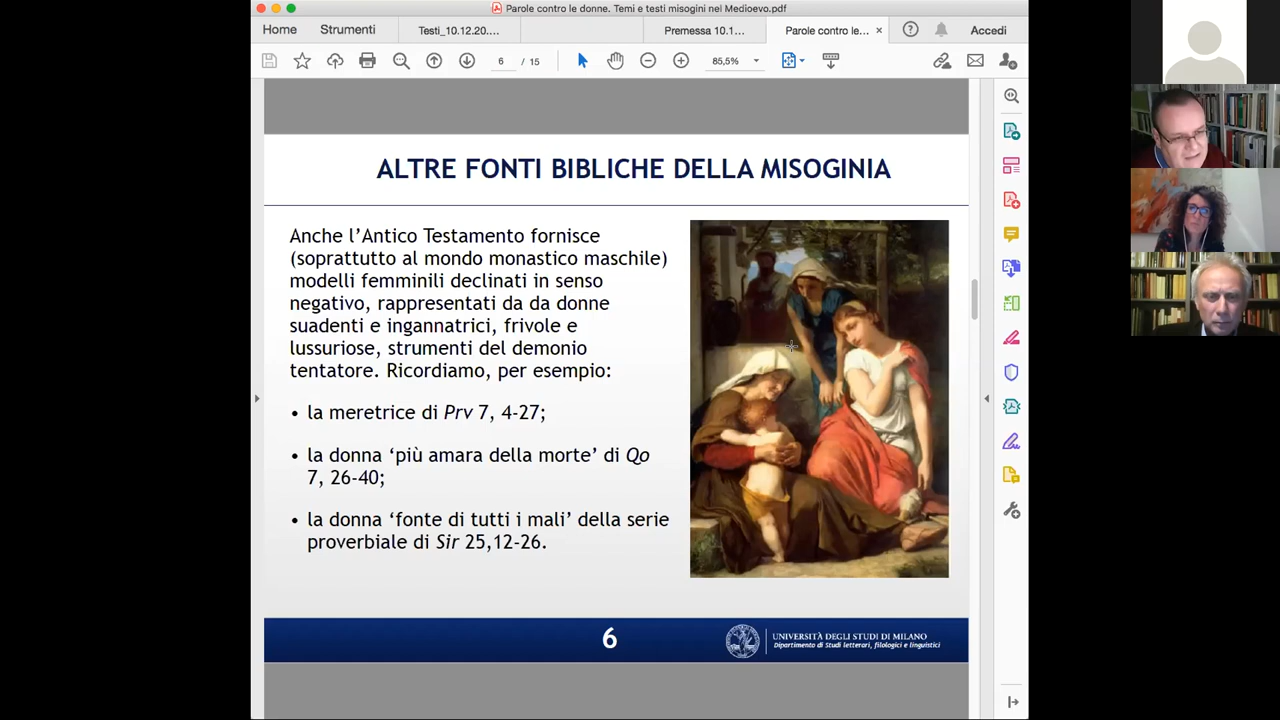 Parole contro le donne. Temi e testi misogini nel Medioevo.pdf
Home Strumenti Testi_10.12.20.... Premessa 10.1... Parole contro le... × Accedi
6 / 15 85,5%
ALTRE FONTI BIBLICHE DELLA MISOGINIA
Anche l’Antico Testamento fornisce
(soprattutto al mondo monastico maschile)
modelli femminili declinati in senso
negativo, rappresentati da da donne
suadenti e ingannatrici, frivole e
lussuriose, strumenti del demonio
tentatore. Ricordiamo, per esempio:
• la meretrice di Prv 7, 4-27;
• la donna ‘più amara della morte’ di Qo
7, 26-40;
• la donna ‘fonte di tutti i mali’ della serie
proverbiale di Sir 25,12-26.
6
UNIVERSITÀ DEGLI STUDI DI MILANO
Dipartimento di Studi letterari, filologici e linguistici